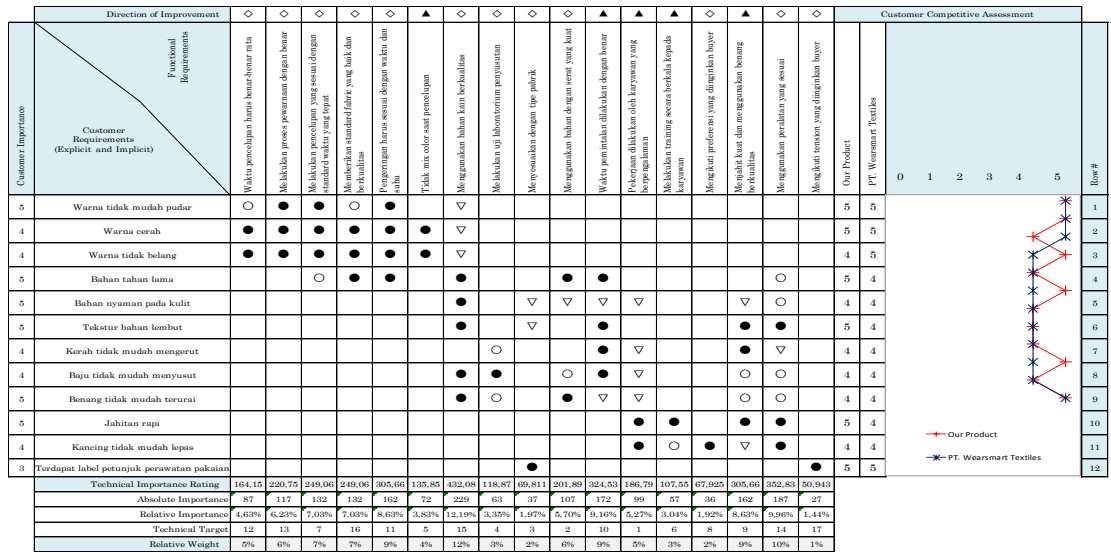 Direction of Improvement ◇ ◇ ◇ ◇ ◇ ▲ ◇ ◇ ◇ ◇ ▲ ▲ ▲ ◇ ▲ ◇ ◇ Customer Competitive Assessment
Customer Importance
Functional
Requirements
Customer
Requirements
(Explicit and Implicit)
Waktu pencelupan harus benar-benar rata
Melakukan proses pewarnaan dengan benar
Melakukan pencelupan yang sesuai dengan
standard waktu yang tepat
Memberikan standard fabric yang baik dan
berkualitas
Pengeringan harus sesuai dengan waktu dan
suhu
Tidak mix color saat pencelupan
Menggunakan bahan kain berkualitas
Melakukan uji laboratorium penyusutan
Menyesuaikan dengan tipe pabrik
Menggunakan bahan dengan serat yang kuat
Waktu pemintalan dilakukan dengan benar
Pekerjaan dilakukan oleh karyawan yang
berpengalaman
Melakukan training secara berkala kepada
karyawan
Mengikuti preferensi yang diinginkan buyer
Menjahit kuat dan menggunakan benang
berkualitas
Menggunakan peralatan yang sesuai
Mengikuti tension yang diinginkan buyer
Our Product
PT. Wearsmart Textiles
0 1 2 3 4 5
Row #
5 Warna tidak mudah pudar ○ ● ● ○ ● ▽ 5 5 1
4 Warna cerah ● ● ● ● ● ● ▽ 5 5 2
4 Warna tidak belang ● ● ● ● ● ● ▽ 4 5 3
5 Bahan tahan lama ○ ● ● ● ● ● ○ 5 4 4
5 Bahan nyaman pada kulit ● ▽ ▽ ▽ ▽ ▽ ○ 4 4 5
5 Tekstur bahan lembut ● ▽ ● ● ● 5 4 6
4 Kerah tidak mudah mengerut ○ ● ▽ ● ▽ 4 4 7
4 Baju tidak mudah menyusut ● ● ○ ● ▽ ○ ○ 4 4 8
5 Benang tidak mudah terurai ● ○ ● ▽ ▽ ○ ○ 4 4 9
5 Jahitan rapi ● ● ● ● 5 4 10
4 Kancing tidak mudah lepas ● ○ ● ▽ ● 4 4 11
3 Terdapat label petunjuk perawatan pakaian ● ● 5 5 12
Our Product
PT. Wearsmart Textiles
Technical Importance Rating 164,15 220,75 249,06 249,06 305,66 135,85 432,08 118,87 69,811 201,89 324,53 186,79 107,55 67,925 305,66 352,83 50,943
Absolute Importance 87 117 132 132 162 72 229 63 37 107 172 99 57 36 162 187 27
Relative Importance 4,63% 6,23% 7,03% 7,03% 8,63% 3,83% 12,19% 3,35% 1,97% 5,70% 9,16% 5,27% 3,04% 1,92% 8,63% 9,96% 1,44%
Technical Target 12 13 7 16 11 5 15 4 3 2 10 1 6 8 9 14 17
Relative Weight 5% 6% 7% 7% 9% 4% 12% 3% 2% 6% 9% 5% 3% 2% 9% 10% 1%